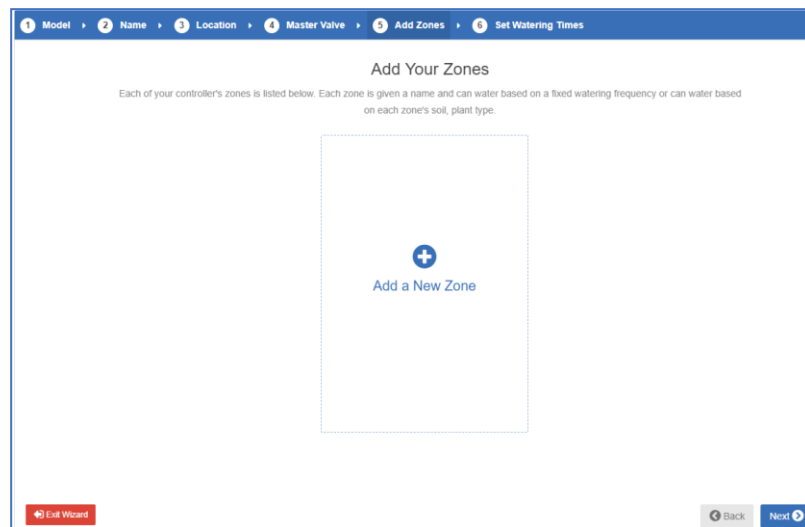 1 Model 2 Name 3 Location 4 Master Valve 5 Add Zones 6 Set Watering Times
Add Your Zones
Each of your controller's zones is listed below. Each zone is given a name and can water based on a fixed watering frequency or can water based
on each zone's soil, plant type.
Add a New Zone
Exit Wizard Back Next